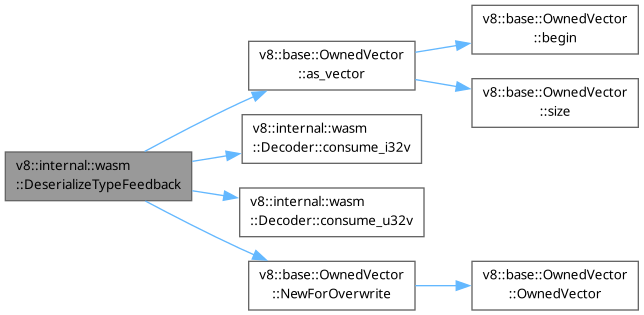 v8::internal::wasm
::DeserializeTypeFeedback
v8::base::OwnedVector
::as_vector
v8::base::OwnedVector
::begin
v8::base::OwnedVector
::size
v8::internal::wasm
::Decoder::consume_i32v
v8::internal::wasm
::Decoder::consume_u32v
v8::base::OwnedVector
::NewForOverwrite
v8::base::OwnedVector
::OwnedVector